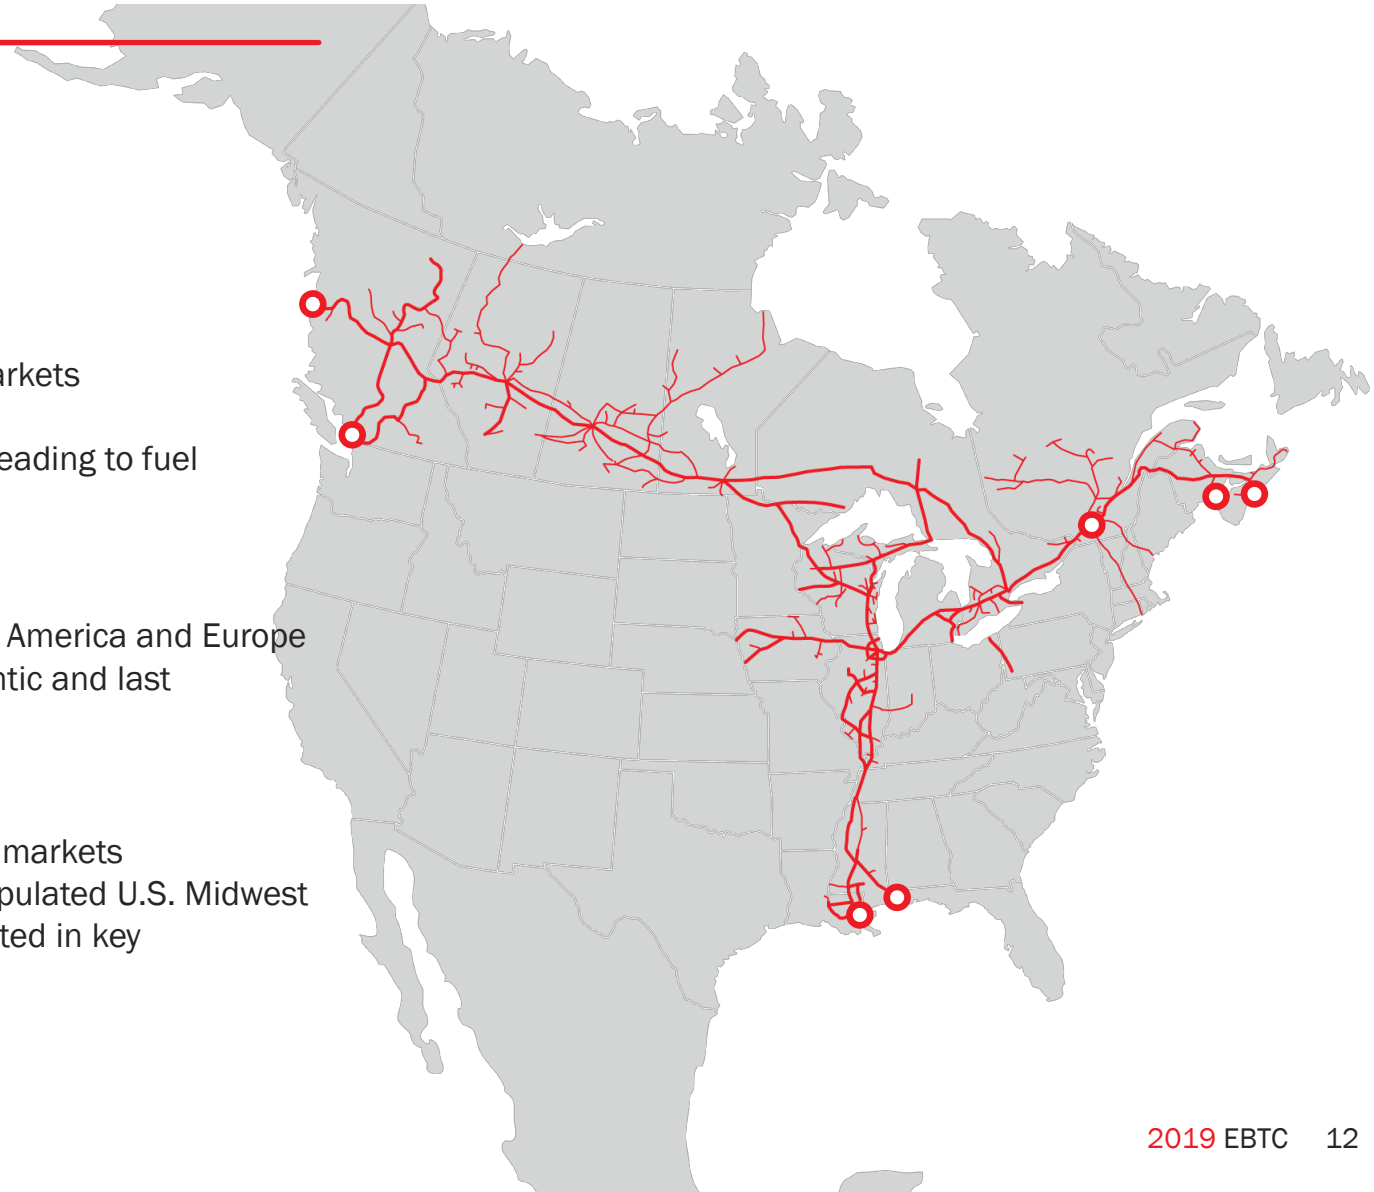 arkets
eading to fuel
America and Europe
ntic and last
markets
pulated U.S. Midwest
ted in key
2019 EBTC 12